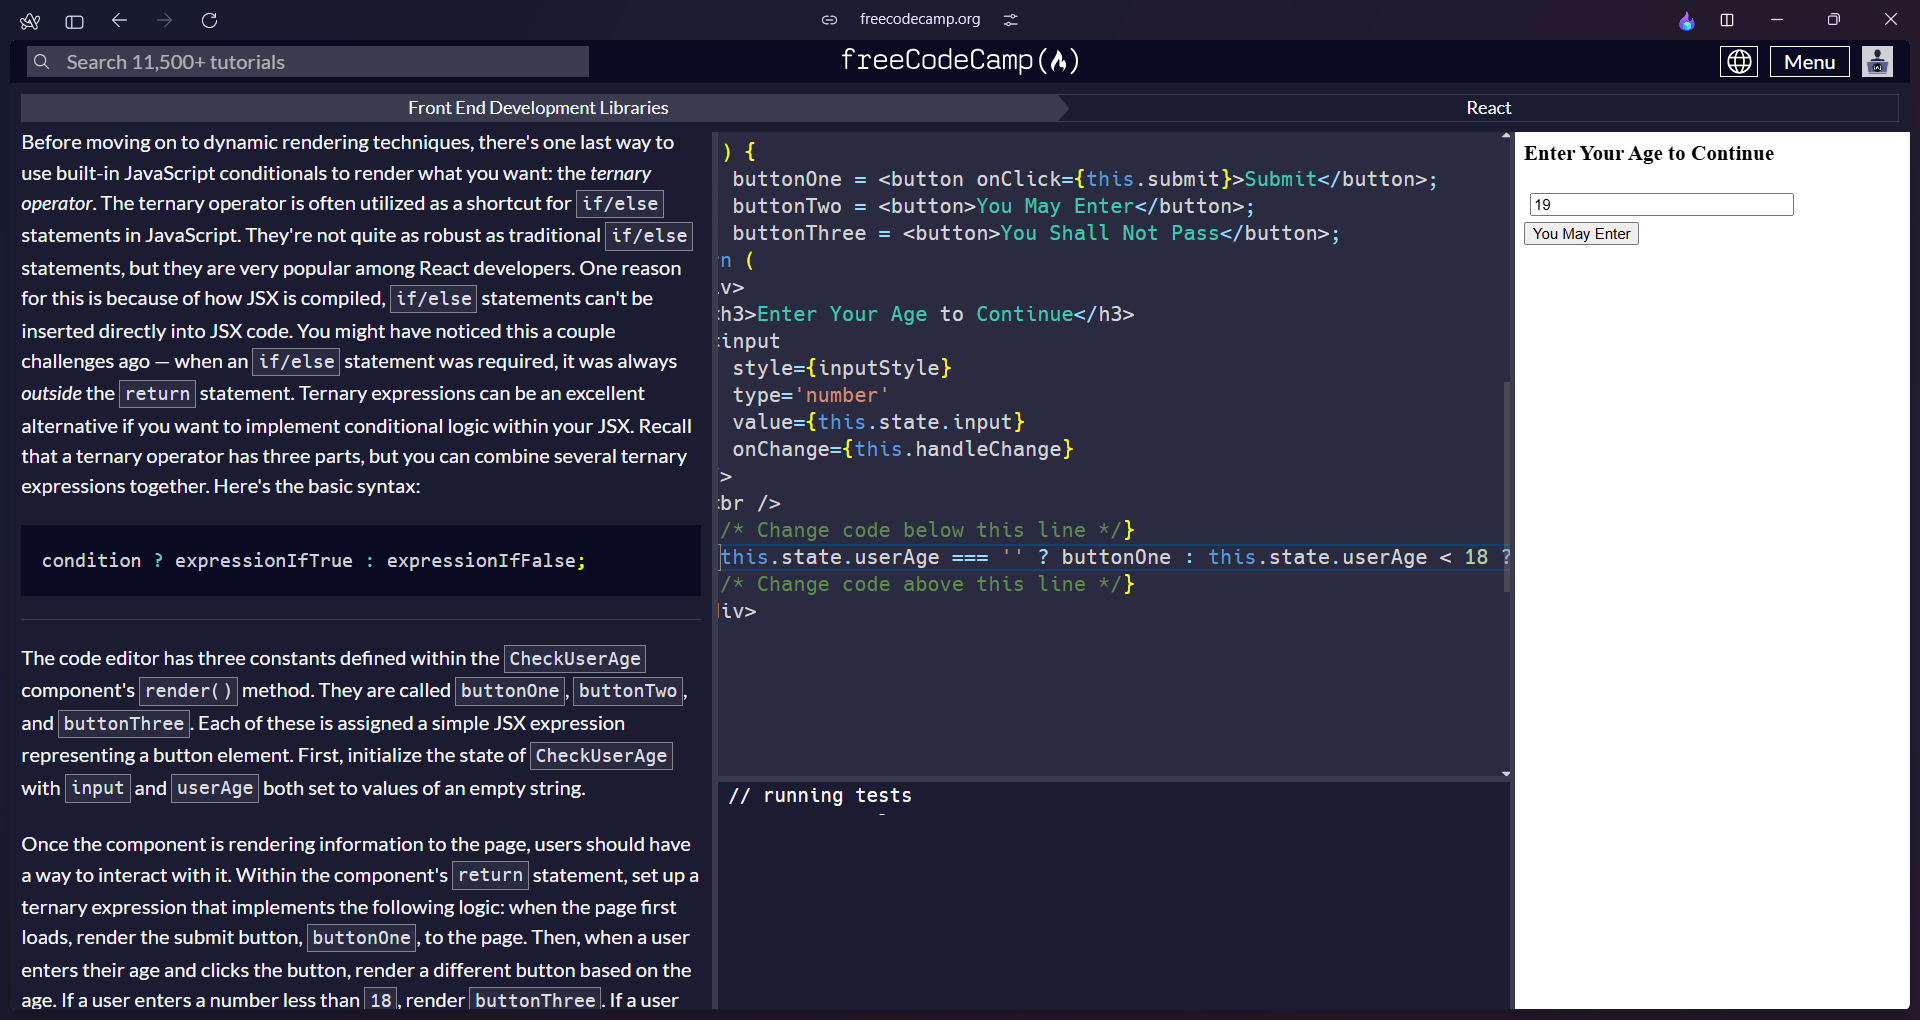 freecodecamp.org
Search 11,500+ tutorials
freeCodeCamp(🔥)
Menu
Front End Development Libraries
React
Before moving on to dynamic rendering techniques, there's one last way to
use built-in JavaScript conditionals to render what you want: the ternary
operator. The ternary operator is often utilized as a shortcut for if/else
statements in JavaScript. They're not quite as robust as traditional if/else
statements, but they are very popular among React developers. One reason
for this is because of how JSX is compiled, if/else statements can't be
inserted directly into JSX code. You might have noticed this a couple
challenges ago — when an if/else statement was required, it was always
outside the return statement. Ternary expressions can be an excellent
alternative if you want to implement conditional logic within your JSX. Recall
that a ternary operator has three parts, but you can combine several ternary
expressions together. Here's the basic syntax:
condition ? expressionIfTrue : expressionIfFalse;
The code editor has three constants defined within the CheckUserAge
component's render() method. They are called buttonOne, buttonTwo,
and buttonThree. Each of these is assigned a simple JSX expression
representing a button element. First, initialize the state of CheckUserAge
with input and userAge both set to values of an empty string.
Once the component is rendering information to the page, users should have
a way to interact with it. Within the component's return statement, set up a
ternary expression that implements the following logic: when the page first
loads, render the submit button, buttonOne, to the page. Then, when a user
enters their age and clicks the button, render a different button based on the
age. If a user enters a number less than 18, render buttonThree. If a user
) {
buttonOne = <button onClick={this.submit}>Submit</button>;
buttonTwo = <button>You May Enter</button>;
buttonThree = <button>You Shall Not Pass</button>;
n (
v>
h3>Enter Your Age to Continue</h3>
input
style={inputStyle}
type='number'
value={this.state.input}
onChange={this.handleChange}
>
br />
/* Change code below this line */}
this.state.userAge === '' ? buttonOne : this.state.userAge < 18 ?
/* Change code above this line */}
iv>
// running tests
Enter Your Age to Continue
19
You May Enter